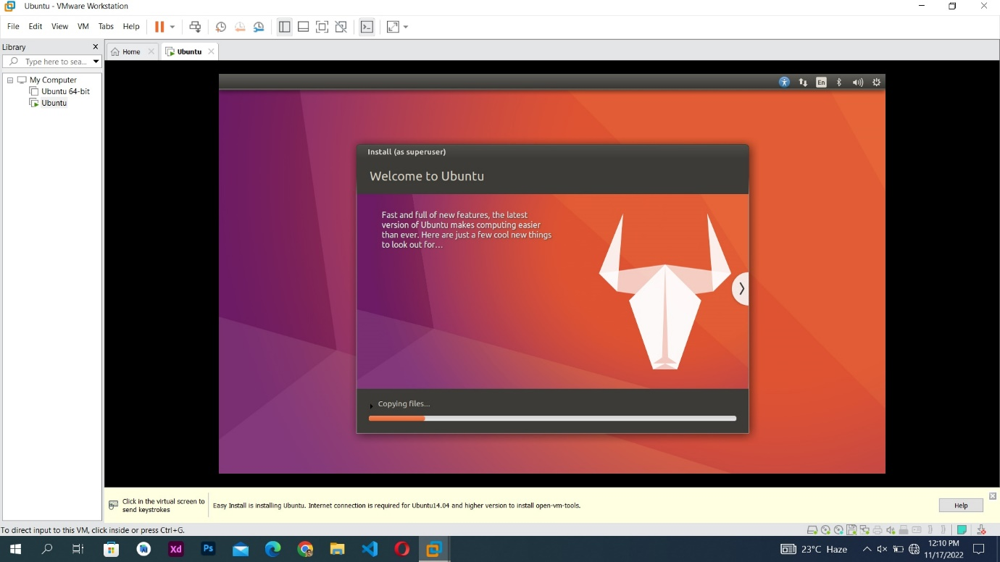 Ubuntu - VMware Workstation
File Edit View VM Tabs Help
Library
Home
Ubuntu
Type here to sea...
My Computer
Ubuntu 64-bit
Ubuntu
En
Install (as superuser)
Welcome to Ubuntu
Fast and full of new features, the latest
version of Ubuntu makes computing easier
than ever. Here are just a few cool new things
to look out for...
Copying files...
Click in the virtual screen to
send keystrokes
Easy Install is installing Ubuntu. Internet connection is required for Ubuntu14.04 and higher version to install open-vm-tools.
Help
To direct input to this VM, click inside or press Ctrl+G.
Xd
Ps
23°C Haze
12:10 PM
11/17/2022